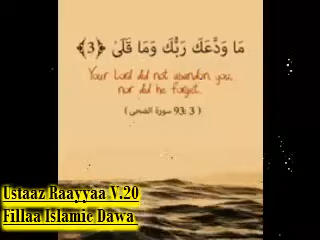 مَا وَدَّعَكَ رَبُّكَ وَمَا قَلَىٰ ﴿3﴾
Your Lord did not abandon you,
nor did he forget.
( سورة الضحى 93: 3 )
Ustaaz Raayyaa V.20
Fillaa Islamic Dawa